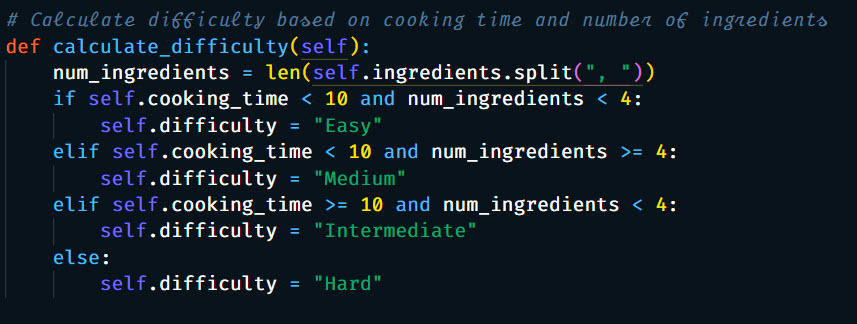 # Calculate difficulty based on cooking time and number of ingredients
def calculate_difficulty(self):
    num_ingredients = len(self.ingredients.split(", "))
    if self.cooking_time < 10 and num_ingredients < 4:
        self.difficulty = "Easy"
    elif self.cooking_time < 10 and num_ingredients >= 4:
        self.difficulty = "Medium"
    elif self.cooking_time >= 10 and num_ingredients < 4:
        self.difficulty = "Intermediate"
    else:
        self.difficulty = "Hard"